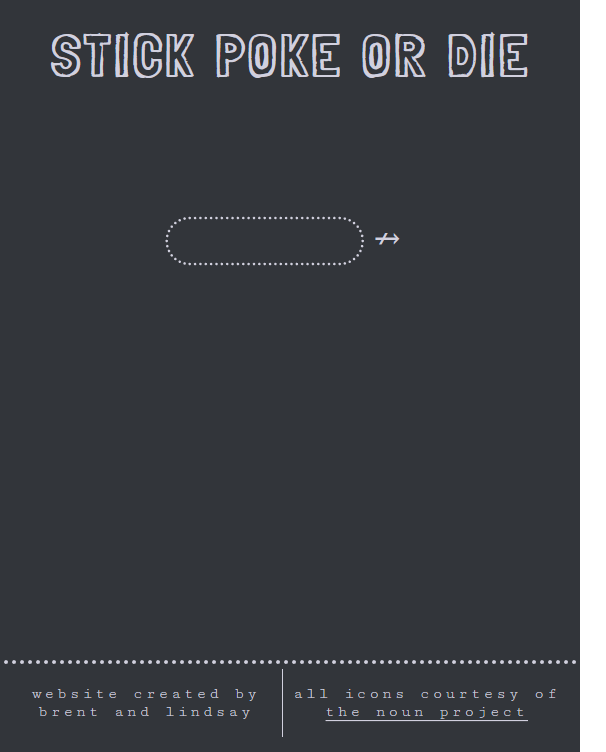 STICK POKE OR DIE
↛
website created by
brent and lindsay
all icons courtesy of
the noun project